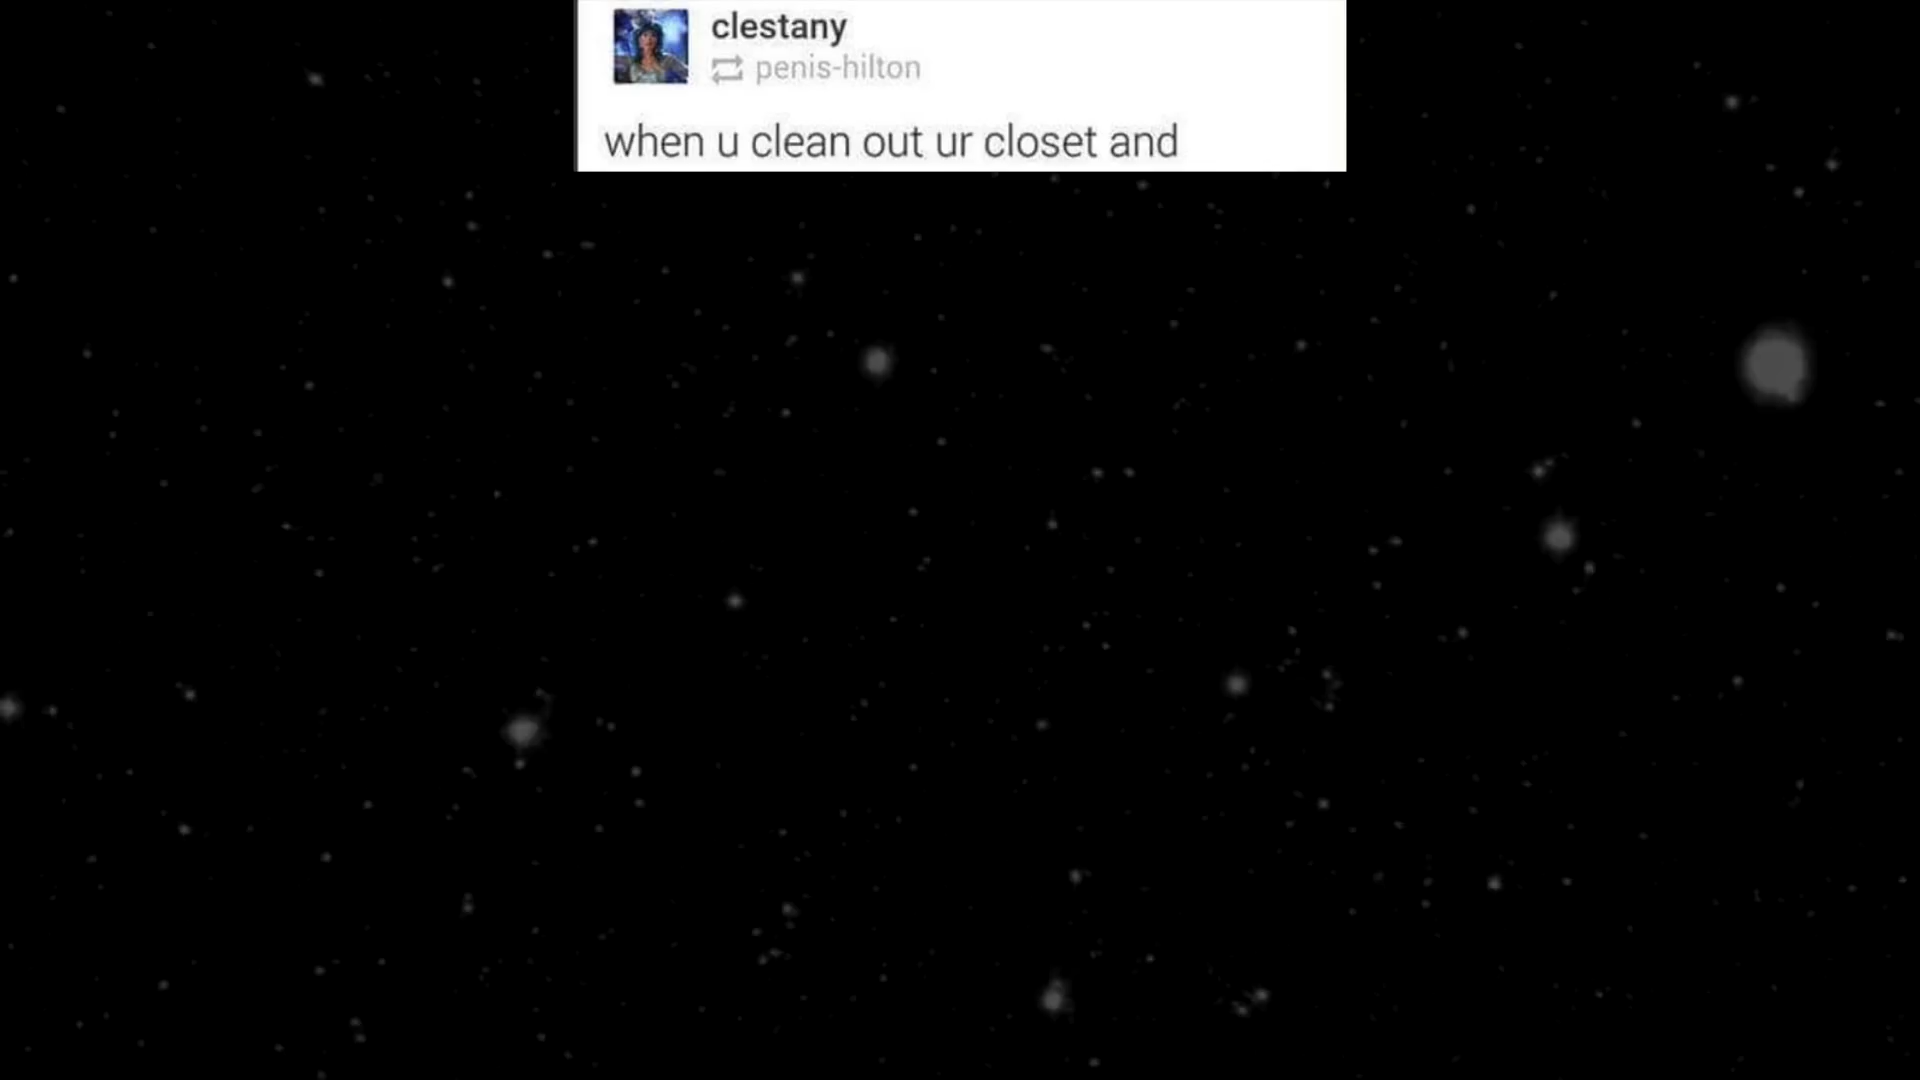 clestany
penis-hilton
when u clean out ur closet and